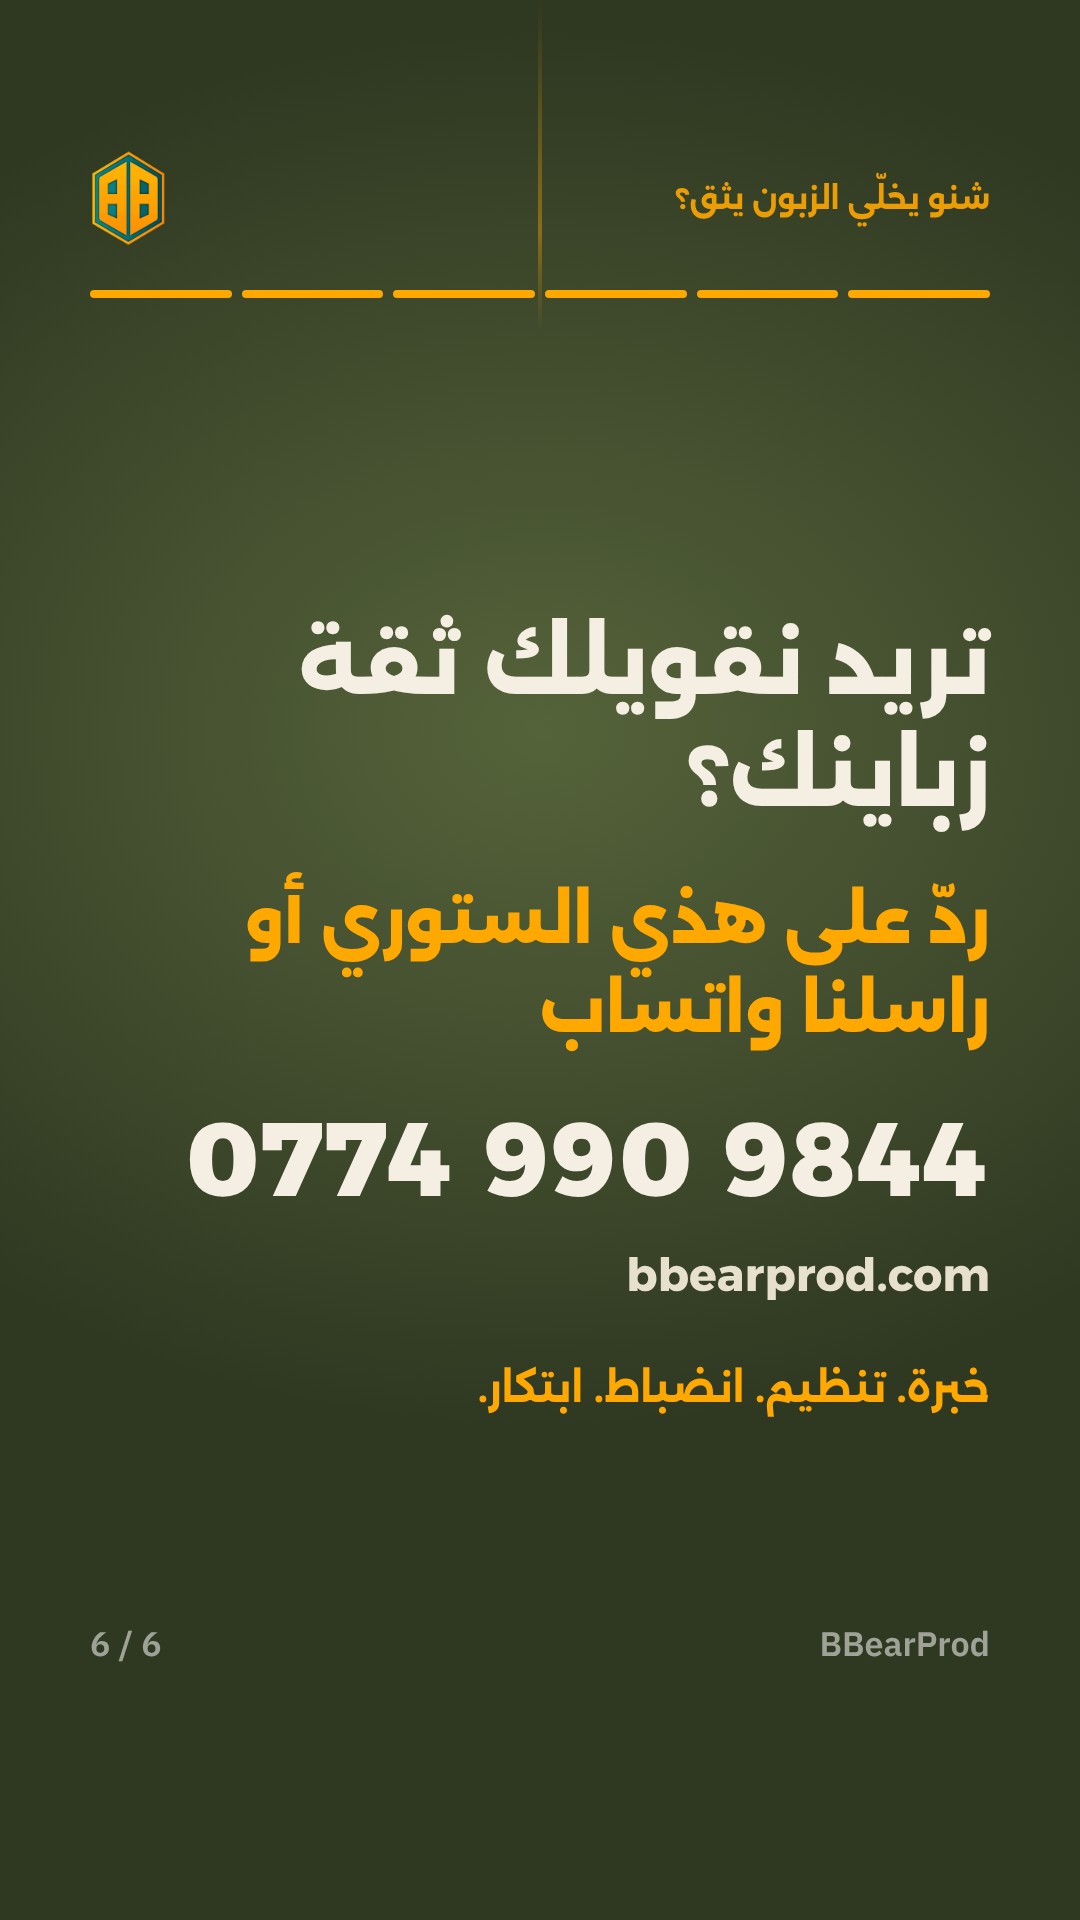 شنو يخلّي الزبون يثق؟
تريد نقويلك ثقة
زباينك؟
ردّ على هذي الستوري أو
راسلنا واتساب
0774 990 9844
bbearprod.com
خبرة. تنظيم. انضباط. ابتكار.
BBearProd
6 / 6